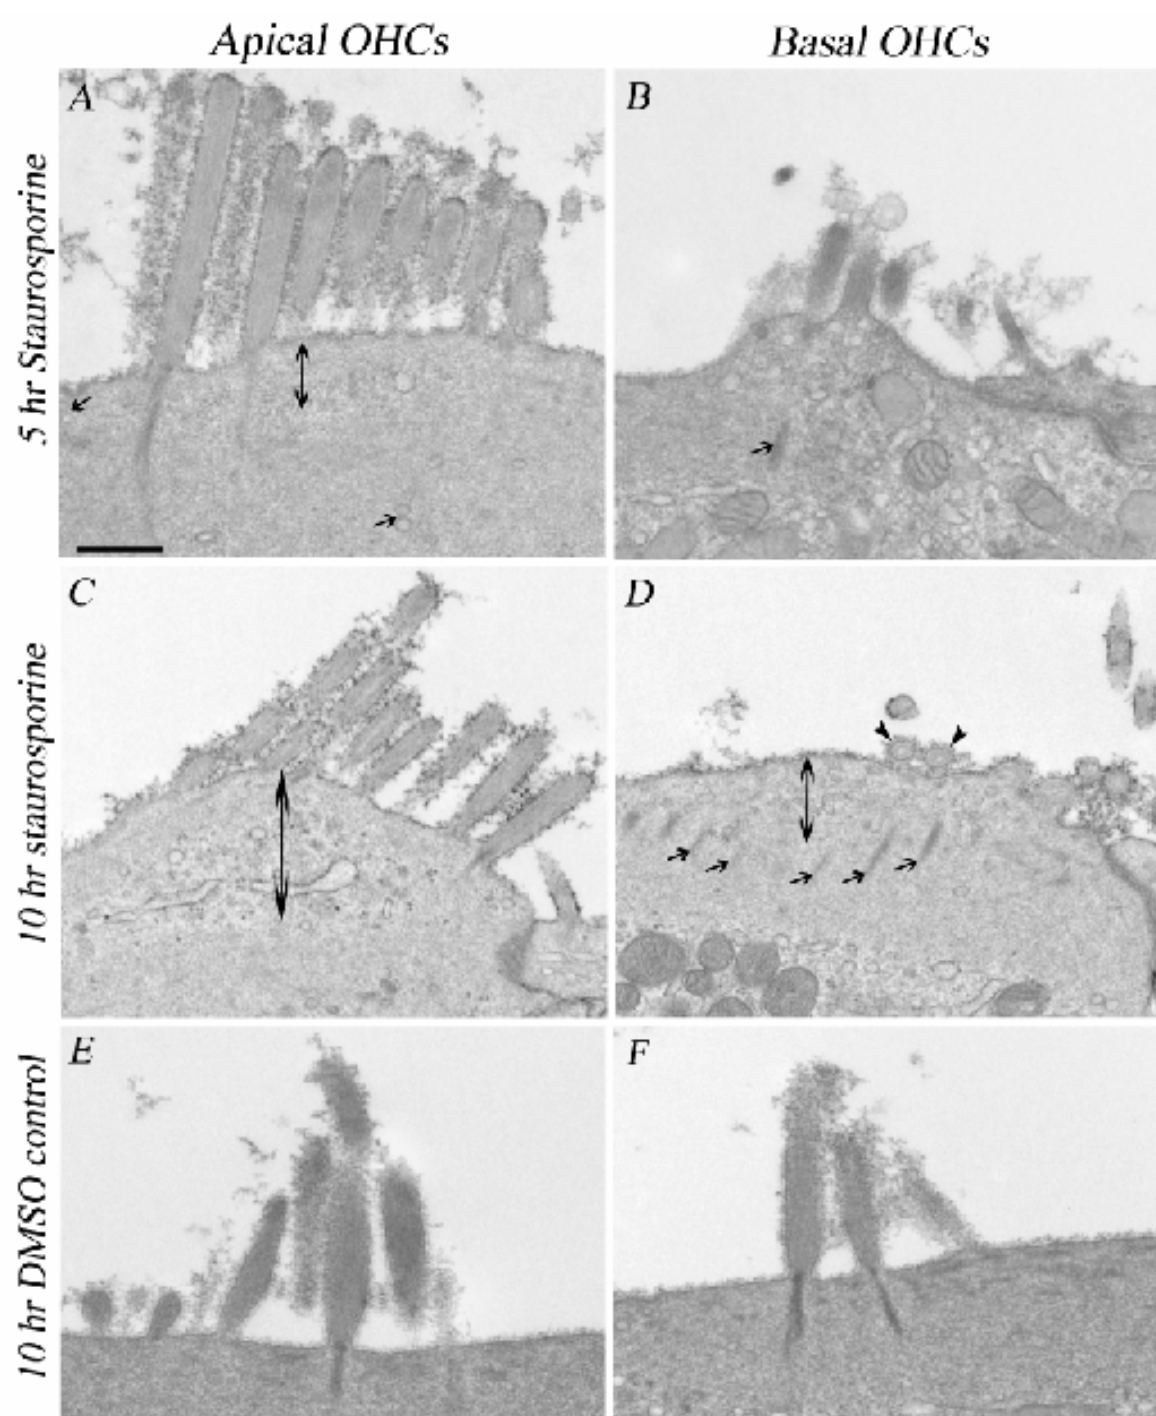 Apical OHCs
Basal OHCs
5 hr Staurosporine
A
B
10 hr staurosporine
C
D
10 hr DMSO control
E
F